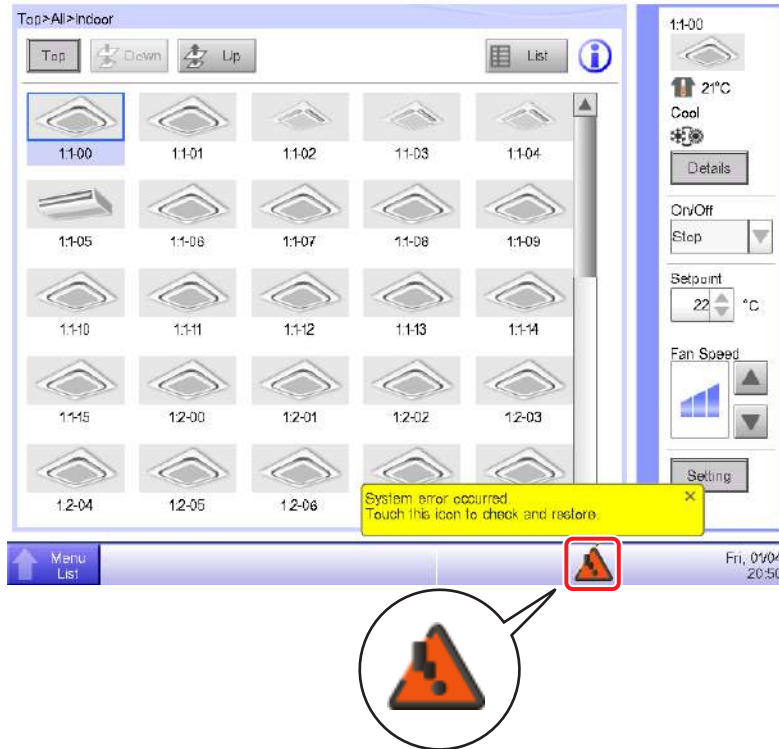 Top>All>Indoor
Top
Down
Up
List
1:1-00
1:1-01
1:1-02
1:1-03
1:1-04
1:1-05
1:1-06
1:1-07
1:1-08
1:1-09
1:1-10
1:1-11
1:1-12
1:1-13
1:1-14
1:1-15
1:2-00
1:2-01
1:2-02
1:2-03
1:2-04
1:2-05
1:2-06
System error occurred.
Touch this icon to check and restore.
1:1-00
21°C
Cool
Details
On/Off
Stop
Setpoint
22 °C
Fan Speed
Setting
Menu
List
Fri, 01/04
20:50